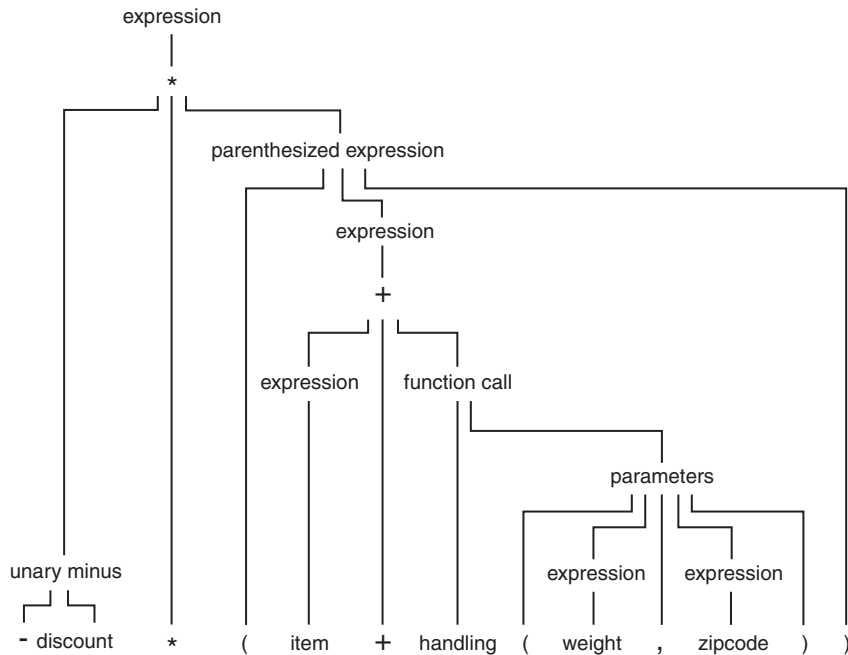 expression
*
parenthesized expression
expression
+
expression function call
parameters
unary minus expression expression
- discount * ( item + handling ( weight , zipcode ) )